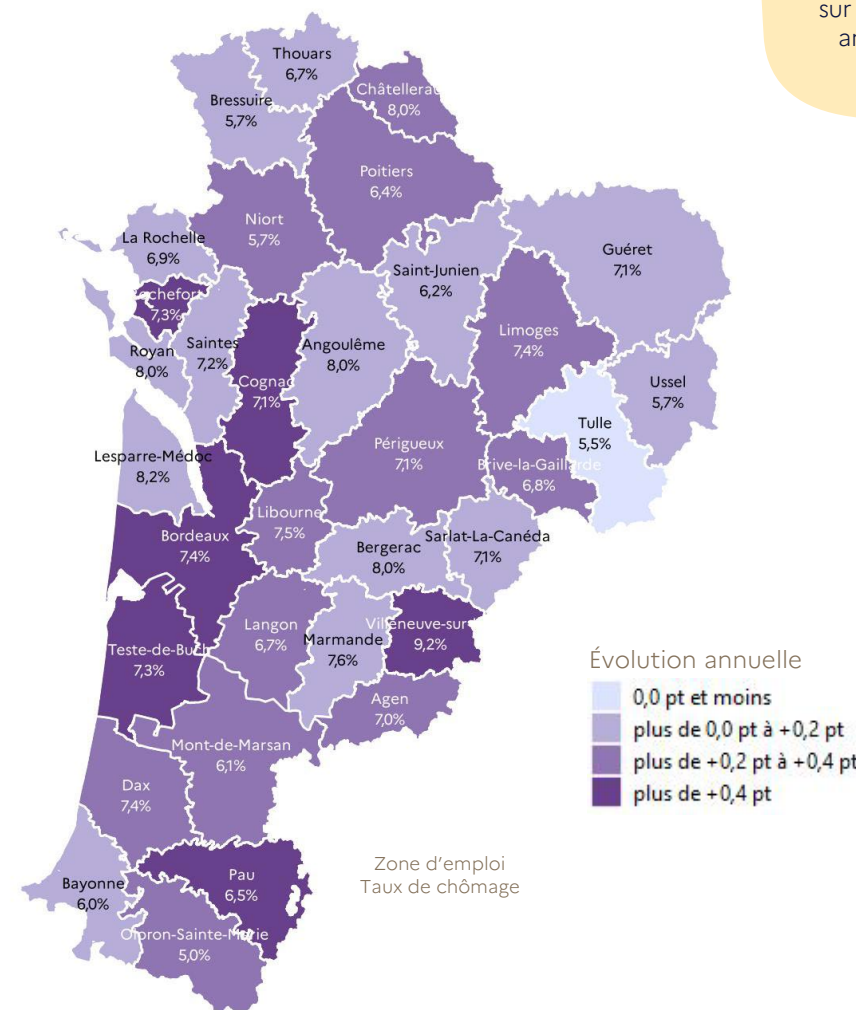 sur
Thouars
6,7%
Châtellerau
8,0%
Bressuire
5,7%
Poitiers
6,4%
Niort
5,7%
La Rochelle
6,9%
Saint-Junien
6,2%
Guéret
7,1%
Rochefort
7,3%
Limoges
7,4%
Royan
8,0%
Saintes
7,2%
Angoulême
8,0%
Cognac
7,1%
Ussel
5,7%
Tulle
5,5%
Périgueux
7,1%
Lesparre-Médoc
8,2%
Brive-la-Gaillarde
6,8%
Libourne
7,5%
Bordeaux
7,4%
Bergerac
8,0%
Sarlat-La-Canéda
7,1%
Langon
6,7%
Marmande
7,6%
Villeneuve-sur-
9,2%
Teste-de-Buch
7,3%
Agen
7,0%
Mont-de-Marsan
6,1%
Dax
7,4%
Pau
6,5%
Bayonne
6,0%
Oloron-Sainte-Marie
5,0%
Évolution annuelle
0,0 pt et moins
plus de 0,0 pt à +0,2 pt
plus de +0,2 pt à +0,4 pt
plus de +0,4 pt
Zone d'emploi
Taux de chômage